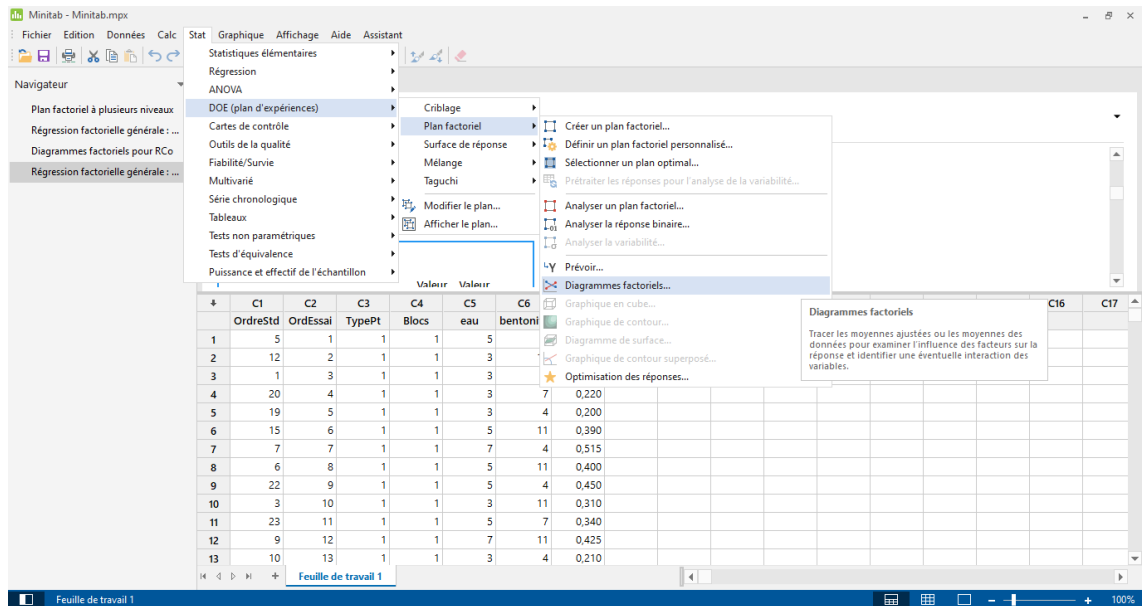 Minitab - Minitab.mpx
Fichier Edition Données Calc Stat Graphique Affichage Aide Assistant
Navigateur
Plan factoriel à plusieurs niveaux
Régression factorielle générale : ...
Diagrammes factoriels pour RCo
Régression factorielle générale : ...
Statistiques élémentaires
Régression
ANOVA
DOE (plan d'expériences)
Cartes de contrôle
Outils de la qualité
Fiabilité/Survie
Multivarié
Série chronologique
Tableaux
Tests non paramétriques
Tests d'équivalence
Puissance et effectif de l'échantillon
Criblage
Plan factoriel
Surface de réponse
Mélange
Taguchi
Modifier le plan...
Afficher le plan...
Créer un plan factoriel...
Définir un plan factoriel personnalisé...
Sélectionner un plan optimal...
Prétraiter les réponses pour l'analyse de la variabilité...
Analyser un plan factoriel...
Analyser la réponse binaire...
Analyser la variabilité...
Prévoir...
Diagrammes factoriels...
Graphique en cube...
Graphique de contour...
Diagramme de surface...
Graphique de contour superposé...
Optimisation des réponses...
Diagrammes factoriels
Tracer les moyennes ajustées ou les moyennes des
données pour examiner l'influence des facteurs sur la
réponse et identifier une éventuelle interaction des
variables.
Valeur Valeur
C1 C2 C3 C4 C5 C6 C16 C17
OrdreStd OrdEssai TypePt Blocs eau bentoni
1 5 1 1 1 5
2 12 2 1 1 3
3 1 3 1 1 3
4 20 4 1 1 3 7 0,220
5 19 5 1 1 3 4 0,200
6 15 6 1 1 5 11 0,390
7 7 7 1 1 7 4 0,515
8 6 8 1 1 5 11 0,400
9 22 9 1 1 5 4 0,450
10 3 10 1 1 3 11 0,310
11 23 11 1 1 5 7 0,340
12 9 12 1 1 7 11 0,425
13 10 13 1 1 3 4 0,210
Feuille de travail 1
Feuille de travail 1
100%